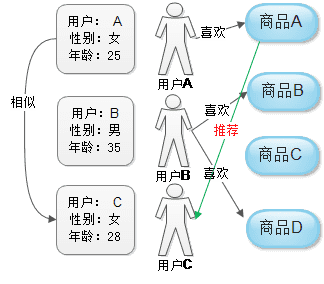 用户: A
性别: 女
年龄: 25
喜欢
商品A
用户A
相似
用户: B
性别: 男
年龄: 35
喜欢
商品B
推荐
用户B
喜欢
商品C
用户: C
性别: 女
年龄: 28
商品D
用户C